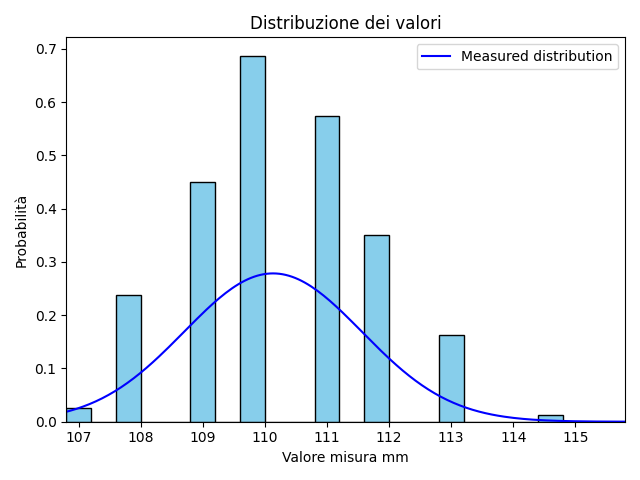 Distribuzione dei valori
Measured distribution
0.7
0.6
0.5
0.4
0.3
0.2
0.1
0.0
Probabilità
107 108 109 110 111 112 113 114 115
Valore misura mm